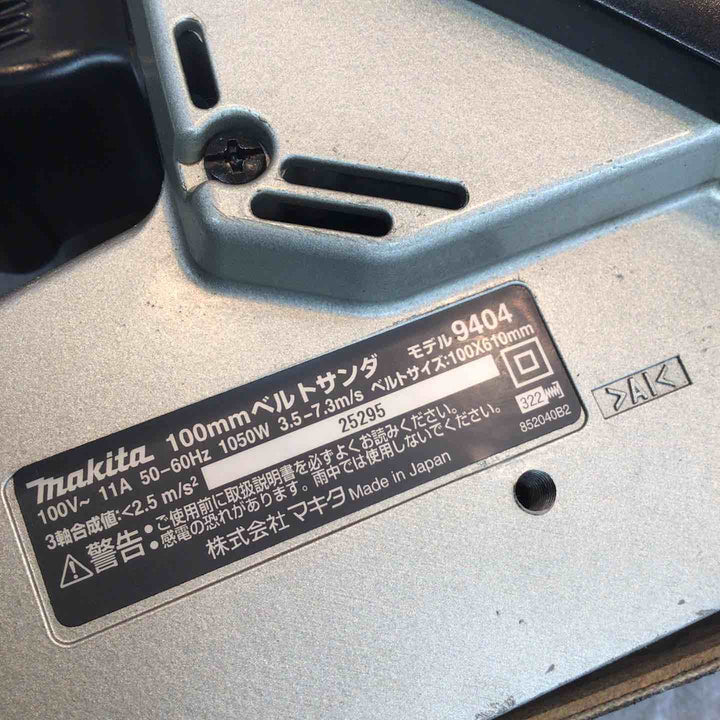 makita 100mmベルトサンダ モデル9404
100V~ 11A 50-60Hz 1050W 3.5-7.3m/s ベルトサイズ:100X610mm
3軸合成値:<2.5 m/s² 25295
⚠警告 •ご使用前に取扱説明書を必ずよくお読みください。
•感電の恐れがあります。雨中では使用しないでください。
株式会社 マキタ Made in Japan
322
852040B2
>A<